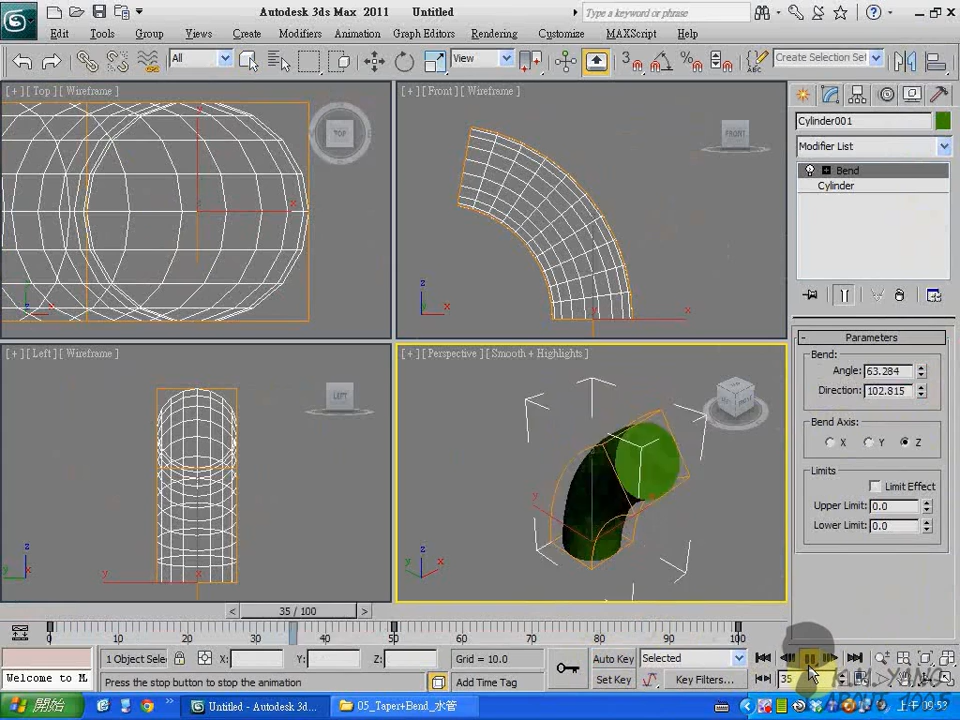 Autodesk 3ds Max 2011 Untitled
Type a keyword or phrase
Edit Tools Group Views Create Modifiers Animation Graph Editors Rendering Customize MAXScript Help
All
View
3
Create Selection Set
[ + ] [ Top ] [ Wireframe ]
TOP
[ + ] [ Front ] [ Wireframe ]
FRONT
[ + ] [ Left ] [ Wireframe ]
LEFT
[ + ] [ Perspective ] [ Smooth + Highlights ]
Cylinder001
Modifier List
Bend
Cylinder
Parameters
Bend:
Angle: 63.284
Direction: 102.815
Bend Axis:
X Y Z
Limits
Limit Effect
Upper Limit: 0.0
Lower Limit: 0.0
35 / 100
0 10 20 30 40 50 60 70 80 90 100
1 Object Selec
X: Y: Z:
Grid = 10.0
Auto Key
Selected
Welcome to M
Press the stop button to stop the animation
Add Time Tag
Set Key
Key Filters...
35
開始
Untitled - Autodesk 3d...
05_Taper+Bend_水管
上午 09:53